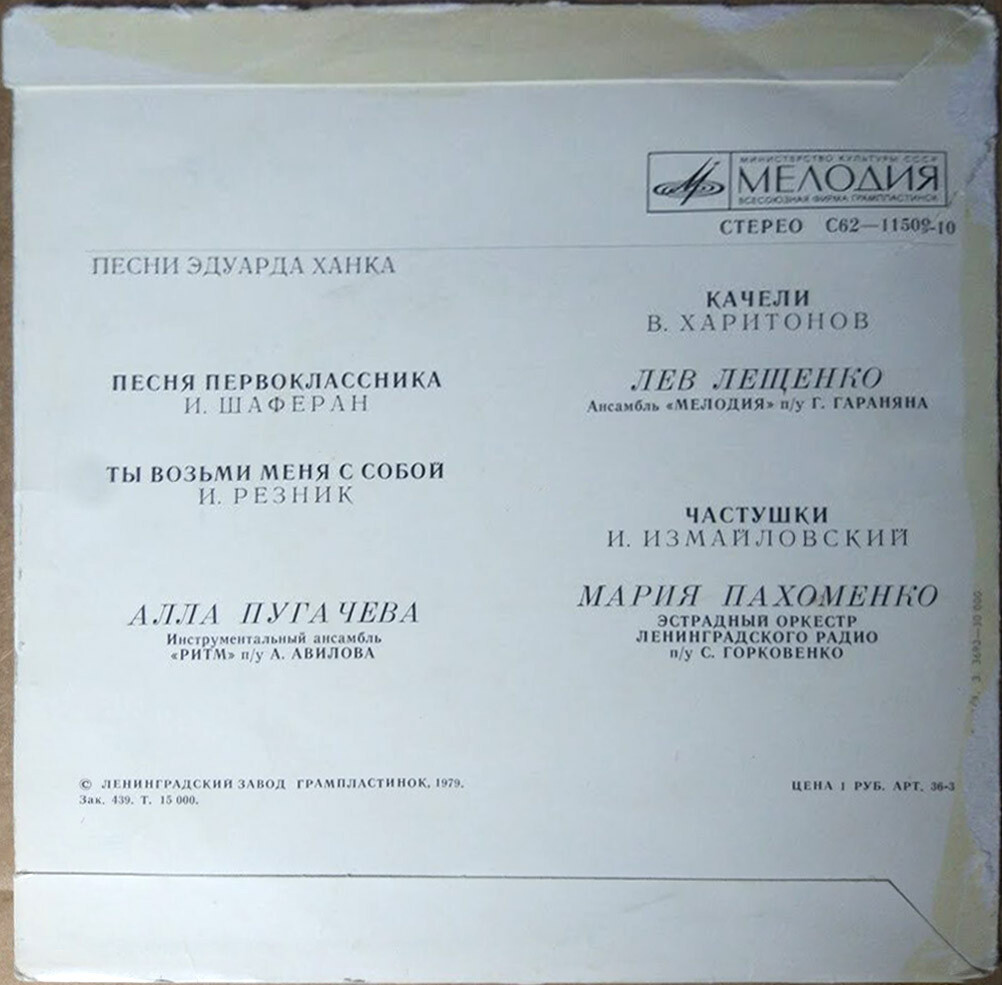 МИНИСТЕРСТВО КУЛЬТУРЫ СССР
МЕЛОДИЯ
ВСЕСОЮЗНАЯ ФИРМА ГРАМПЛАСТИНОК
СТЕРЕО С62—11509-10
ПЕСНИ ЭДУАРДА ХАНКА
ПЕСНЯ ПЕРВОКЛАССНИКА
И. ШАФЕРАН
ТЫ ВОЗЬМИ МЕНЯ С СОБОЙ
И. РЕЗНИК
АЛЛА ПУГАЧЕВА
Инструментальный ансамбль
«РИТМ» п/у А. АВИЛОВА
КАЧЕЛИ
В. ХАРИТОНОВ
ЛЕВ ЛЕЩЕНКО
Ансамбль «МЕЛОДИЯ» п/у Г. ГАРАНЯНА
ЧАСТУШКИ
И. ИЗМАЙЛОВСКИЙ
МАРИЯ ПАХОМЕНКО
ЭСТРАДНЫЙ ОРКЕСТР
ЛЕНИНГРАДСКОГО РАДИО
п/у С. ГОРКОВЕНКО
© ЛЕНИНГРАДСКИЙ ЗАВОД ГРАМПЛАСТИНОК, 1979.
Зак. 439. Т. 15 000.
ЦЕНА 1 РУБ. АРТ. 36-3